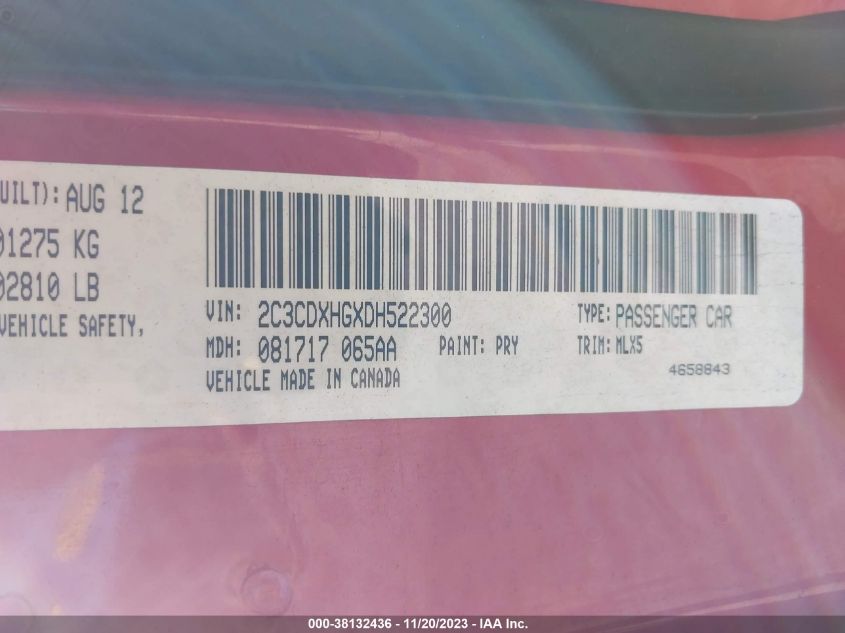 UILT): AUG 12
01275 KG
02810 LB
VEHICLE SAFETY,
VIN: 2C3CDXHGXDH522300 TYPE: PASSENGER CAR
MDH: 081717 065AA PAINT: PRY TRIM: MLX5
VEHICLE MADE IN CANADA 4658843
000-38132436 - 11/20/2023 - IAA Inc.